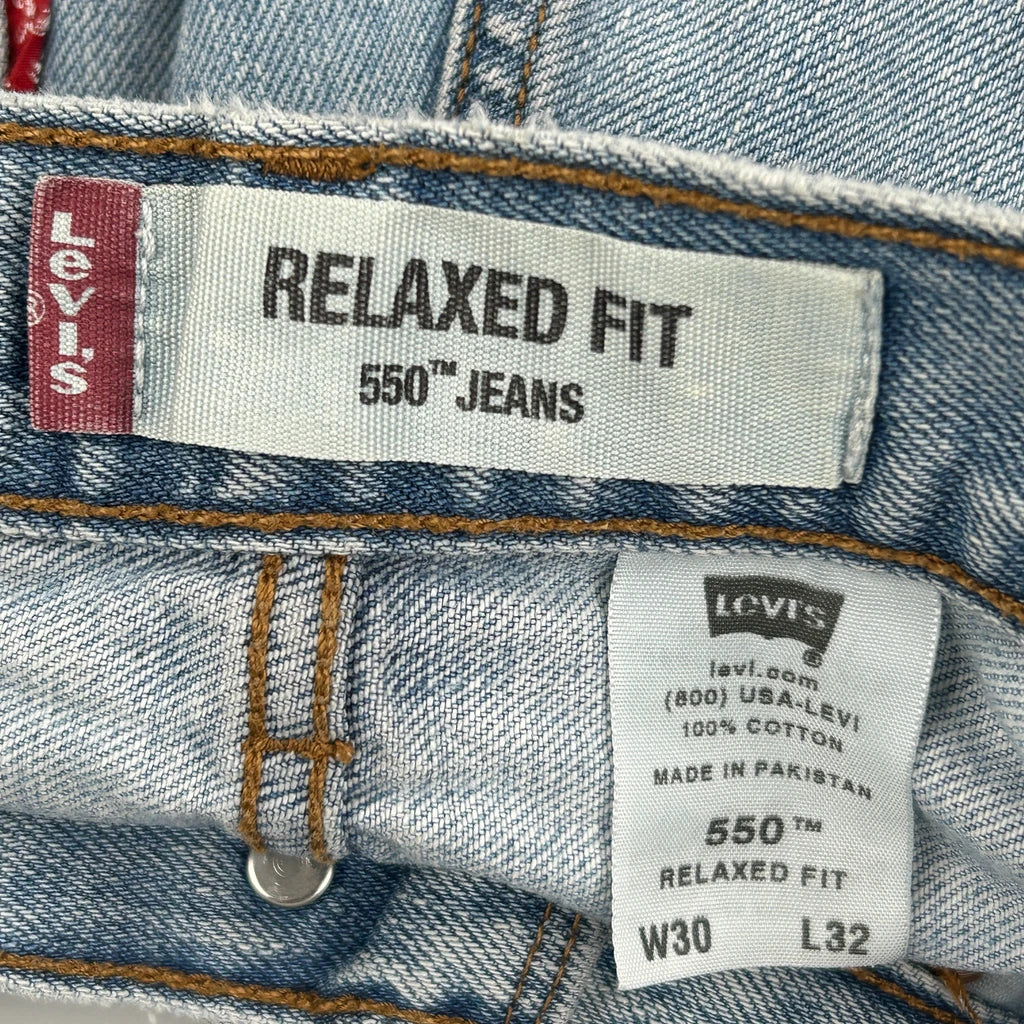 Levi's
®
RELAXED FIT
550™ JEANS
LEVI'S
®
levi.com
(800) USA-LEVI
100% COTTON
MADE IN PAKISTAN
550™
RELAXED FIT
W30 L32